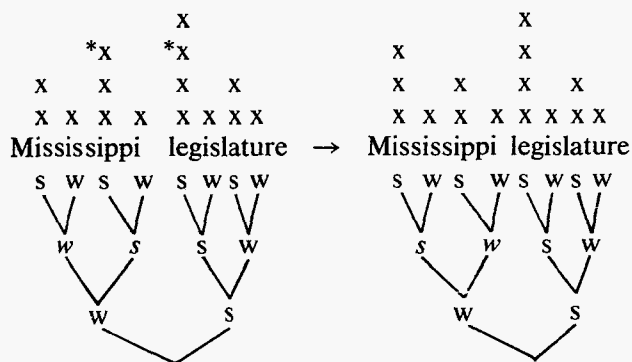 x x
*x *x x x
x x x x x x x x
x x x x x x x x x x x x x x x x
Mississippi legislature → Mississippi legislature
s w s w s w s w s w s w s w s w
w s s w s w s w
w s w s